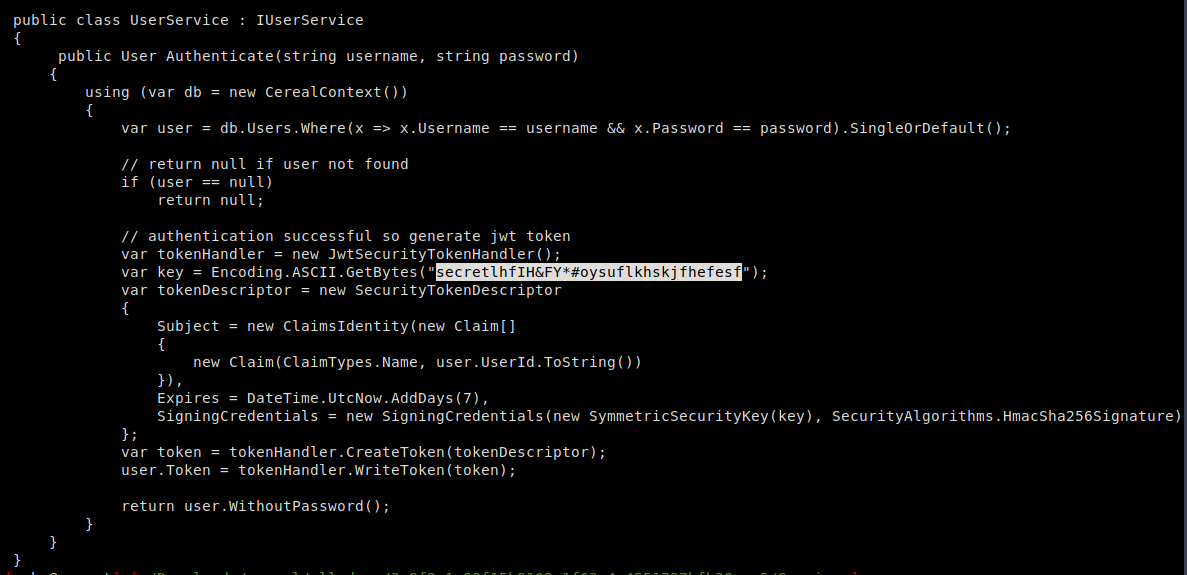 public class UserService : IUserService
{
public User Authenticate(string username, string password)
{
using (var db = new CerealContext())
{
var user = db.Users.Where(x => x.Username == username && x.Password == password).SingleOrDefault();
// return null if user not found
if (user == null)
return null;
// authentication successful so generate jwt token
var tokenHandler = new JwtSecurityTokenHandler();
var key = Encoding.ASCII.GetBytes("secretlhfIH&FY*#oysuflkhskjfhefesf");
var tokenDescriptor = new SecurityTokenDescriptor
{
Subject = new ClaimsIdentity(new Claim[]
{
new Claim(ClaimTypes.Name, user.UserId.ToString())
}),
Expires = DateTime.UtcNow.AddDays(7),
SigningCredentials = new SigningCredentials(new SymmetricSecurityKey(key), SecurityAlgorithms.HmacSha256Signature)
};
var token = tokenHandler.CreateToken(tokenDescriptor);
user.Token = tokenHandler.WriteToken(token);
return user.WithoutPassword();
}
}
}